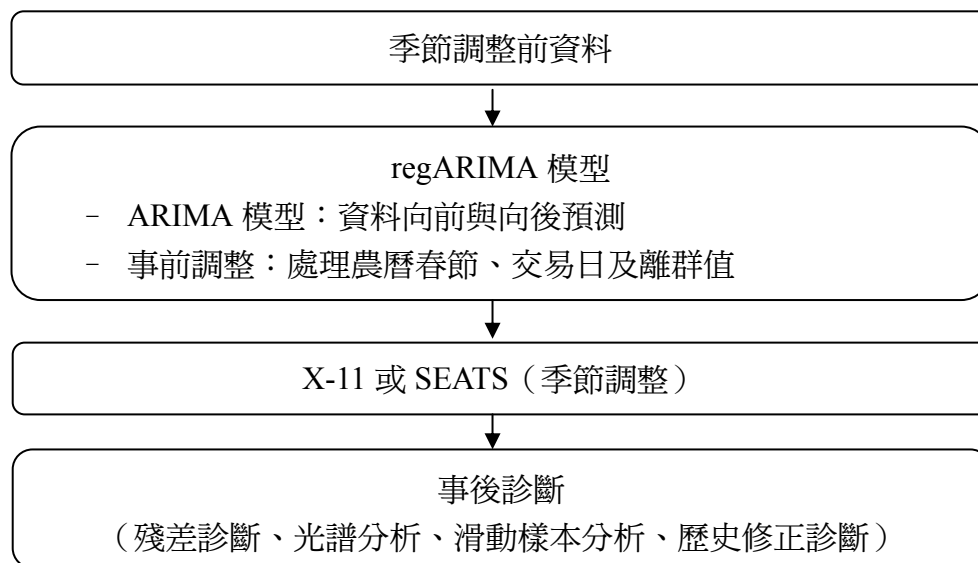 季節調整前資料
regARIMA 模型
- ARIMA 模型：資料向前與向後預測
- 事前調整：處理農曆春節、交易日及離群值
X-11 或 SEATS（季節調整）
事後診斷
（殘差診斷、光譜分析、滑動樣本分析、歷史修正診斷）